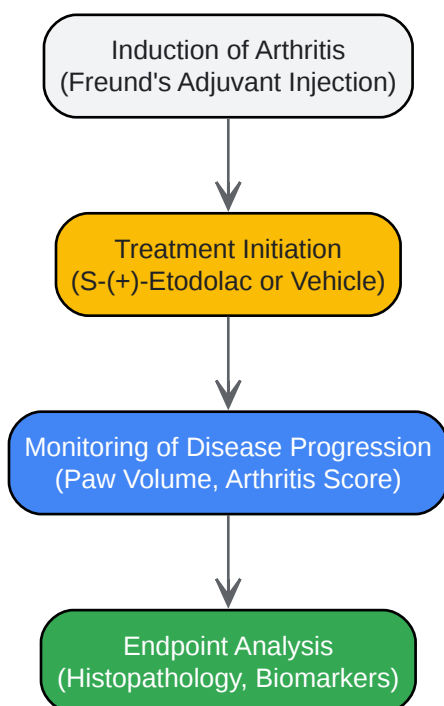 Induction of Arthritis
(Freund's Adjuvant Injection)
Treatment Initiation
(S-(+)-Etodolac or Vehicle)
Monitoring of Disease Progression
(Paw Volume, Arthritis Score)
Endpoint Analysis
(Histopathology, Biomarkers)